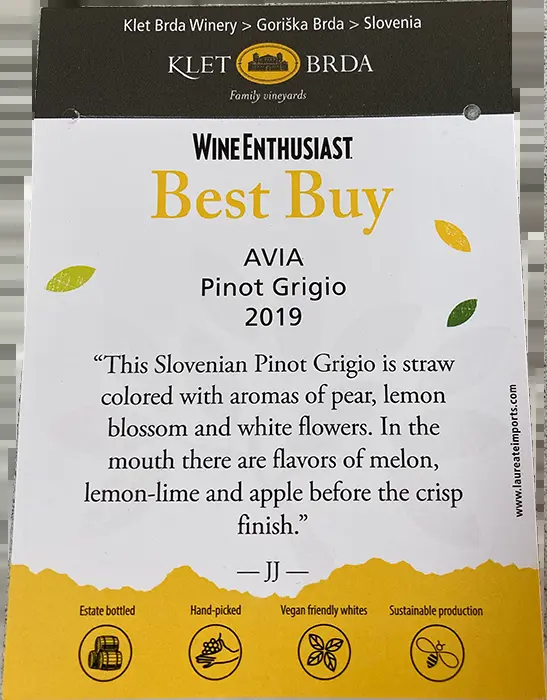 Klet Brda Winery > Goriška Brda > Slovenia
KLET BRDA
Family vineyards
WINEENTHUSIAST
Best Buy
AVIA
Pinot Grigio
2019
“This Slovenian Pinot Grigio is straw
colored with aromas of pear, lemon
blossom and white flowers. In the
mouth there are flavors of melon,
lemon-lime and apple before the crisp
finish.”
— JJ —
www.laureateimports.com
Estate bottled Hand-picked Vegan friendly whites Sustainable production